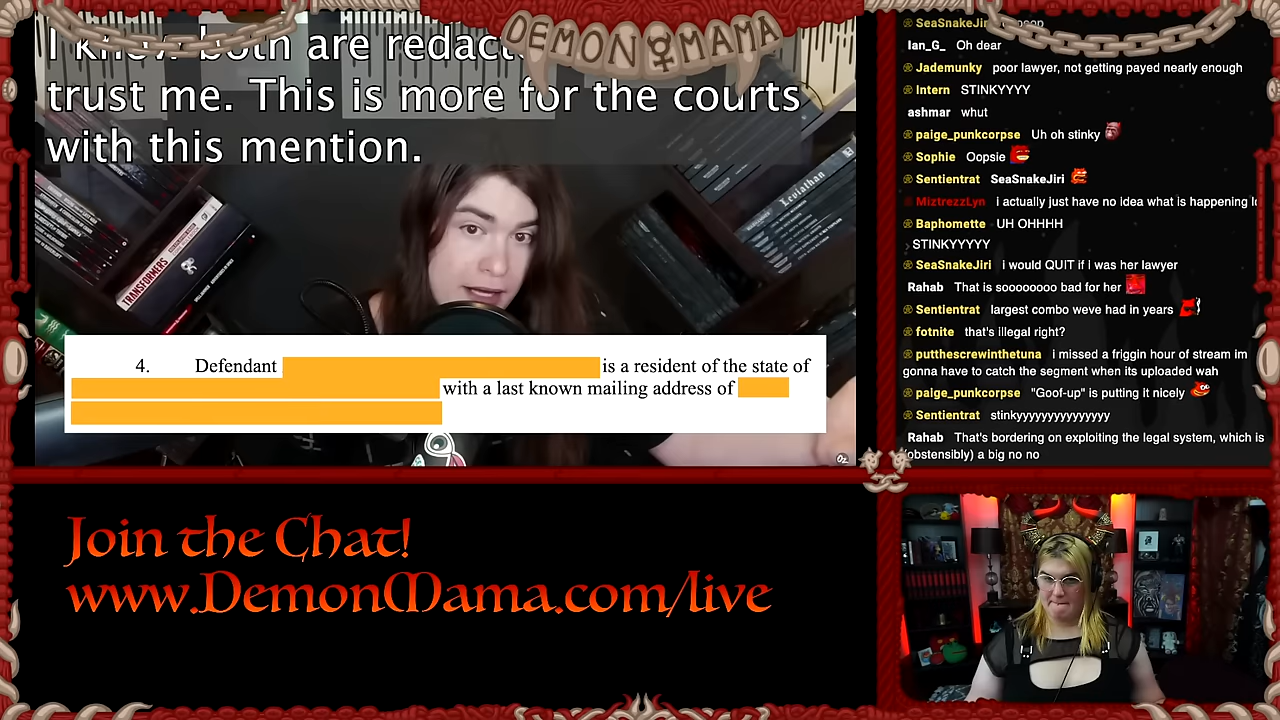 I know both are redact
trust me. This is more for the courts
with this mention.
DEMON MAMA
TRANSFORMERS
Leviathan
4. Defendant is a resident of the state of
with a last known mailing address of
Join the Chat!
www.DemonMama.com/live
SeaSnakeJiri
Ian_G_ Oh dear
Jademunky poor lawyer, not getting payed nearly enough
Intern STINKYYYY
ashmar whut
paige_punkcorpse Uh oh stinky
Sophie Oopsie
Sentientrat SeaSnakeJiri
MiztrezzLyn i actually just have no idea what is happening
Baphomette UH OHHHH
STINKYYYYY
SeaSnakeJiri i would QUIT if i was her lawyer
Rahab That is soooooooo bad for her
Sentientrat largest combo weve had in years
fotnite that's illegal right?
putthescrewinthetuna i missed a friggin hour of stream im
gonna have to catch the segment when its uploaded wah
paige_punkcorpse "Goof-up" is putting it nicely
Sentientrat stinkyyyyyyyyyyyyyy
Rahab That's bordering on exploiting the legal system, which is
(obstensibly) a big no no